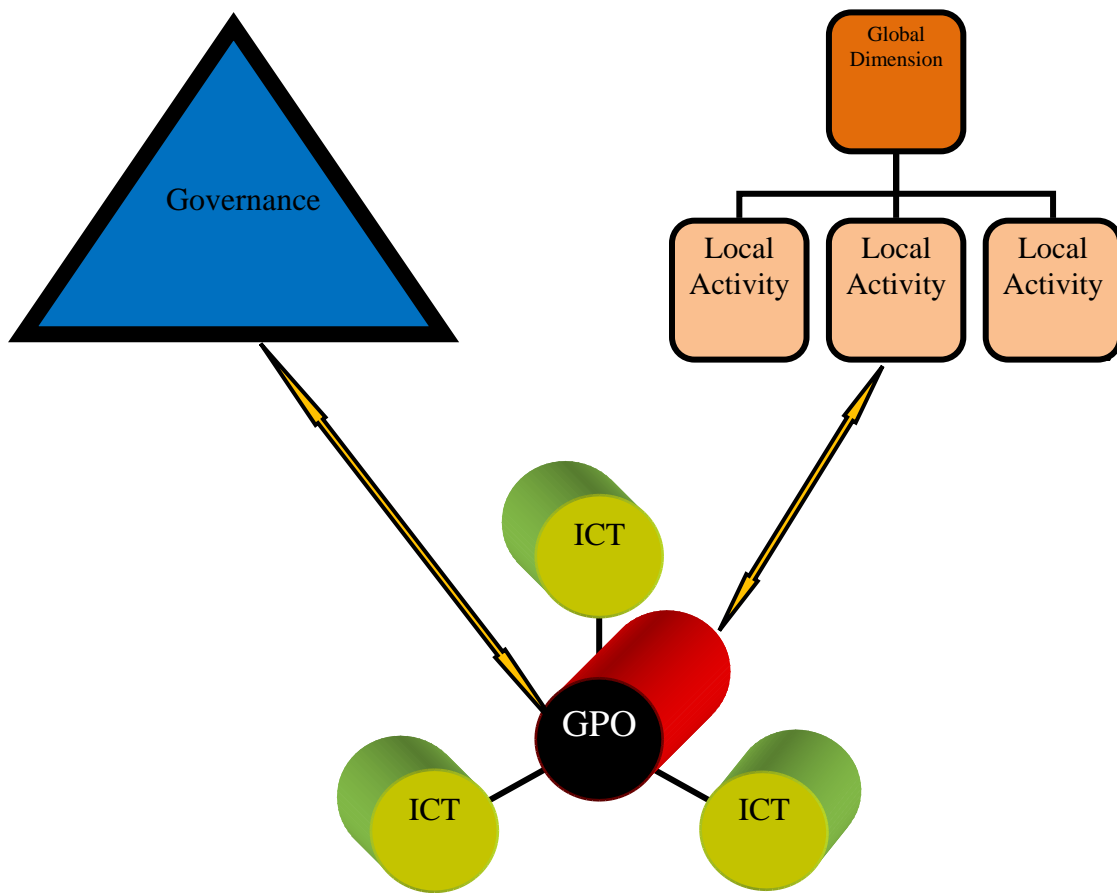 Global
Dimension
Governance
Local
Activity
Local
Activity
Local
Activity
ICT
GPO
ICT
ICT